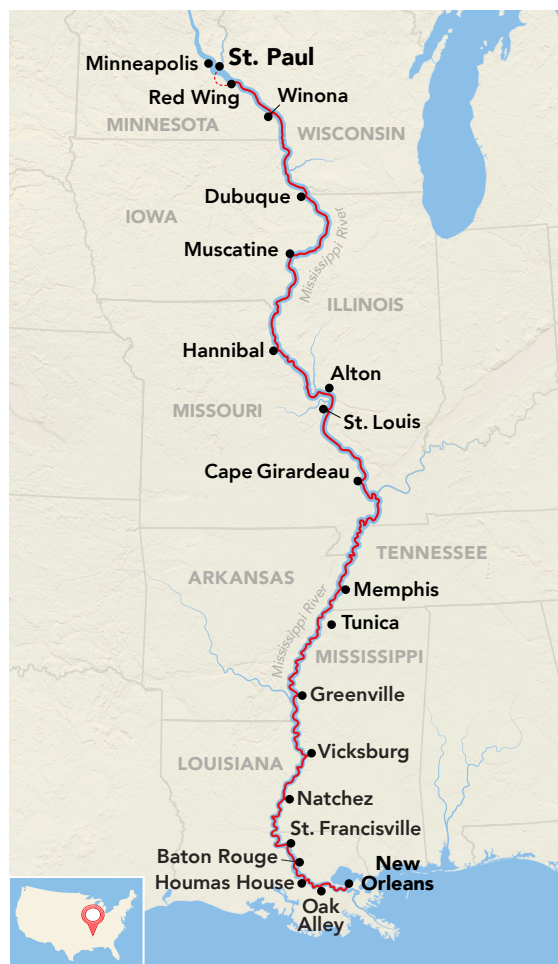 Minneapolis
St. Paul
Red Wing
Winona
MINNESOTA
WISCONSIN
Dubuque
IOWA
Muscatine
Mississippi River
ILLINOIS
Hannibal
Alton
MISSOURI
St. Louis
Cape Girardeau
TENNESSEE
ARKANSAS
Memphis
Mississippi River
Tunica
MISSISSIPPI
Greenville
Vicksburg
LOUISIANA
Natchez
St. Francisville
Baton Rouge
Houmas House
New
Orleans
Oak
Alley